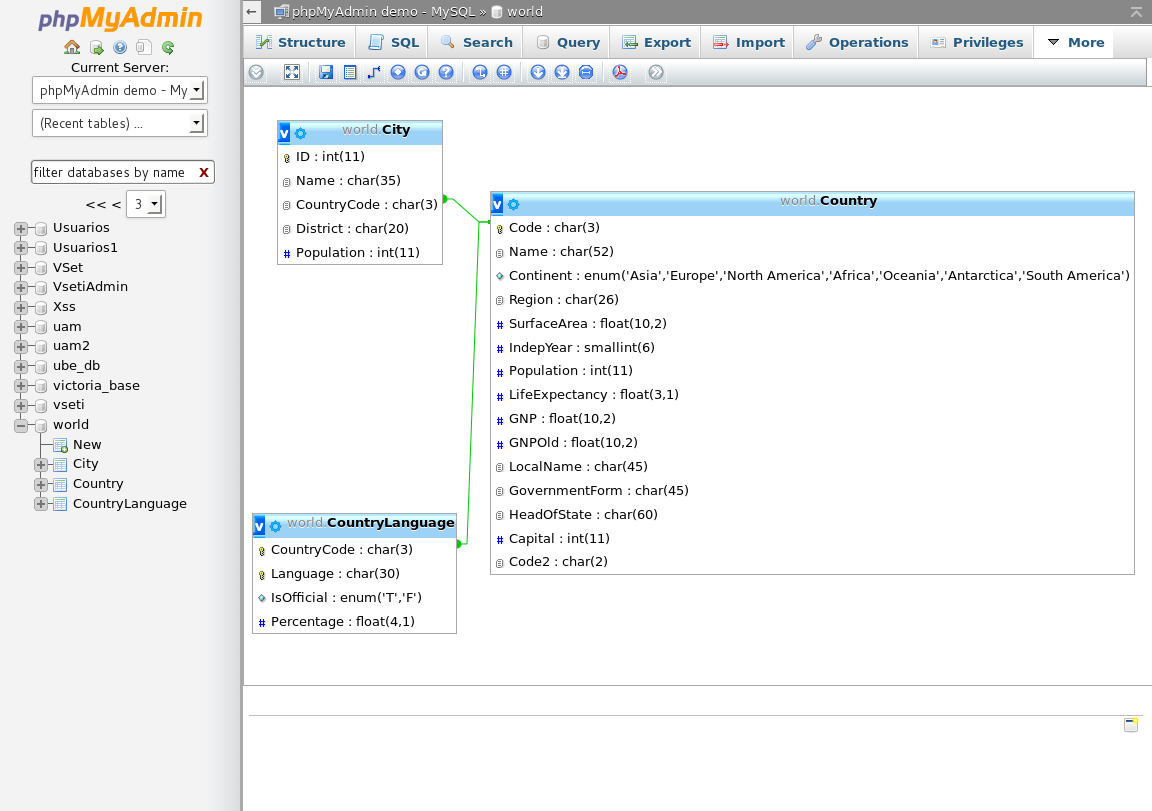 phpMyAdmin
Current Server:
phpMyAdmin demo - My
(Recent tables) ...
filter databases by name X
<< < 3
Usuarios
Usuarios1
VSet
VsetiAdmin
Xss
uam
uam2
ube_db
victoria_base
vseti
world
New
City
Country
CountryLanguage
phpMyAdmin demo - MySQL » world
Structure SQL Search Query Export Import Operations Privileges More
v world.City
ID : int(11)
Name : char(35)
CountryCode : char(3)
District : char(20)
# Population : int(11)
v world.Country
Code : char(3)
Name : char(52)
Continent : enum('Asia','Europe','North America','Africa','Oceania','Antarctica','South America')
Region : char(26)
# SurfaceArea : float(10,2)
# IndepYear : smallint(6)
# Population : int(11)
# LifeExpectancy : float(3,1)
# GNP : float(10,2)
# GNPOld : float(10,2)
LocalName : char(45)
GovernmentForm : char(45)
HeadOfState : char(60)
# Capital : int(11)
Code2 : char(2)
v world.CountryLanguage
CountryCode : char(3)
Language : char(30)
IsOfficial : enum('T','F')
# Percentage : float(4,1)